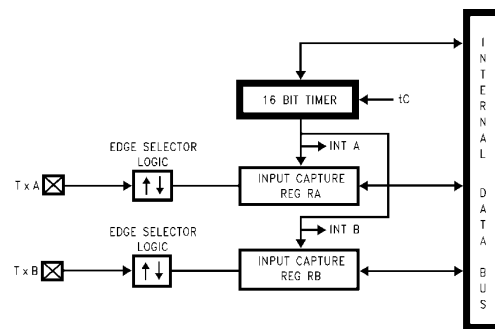 16 BIT TIMER
tC
INT A
EDGE SELECTOR
LOGIC
TxA
INPUT CAPTURE
REG RA
INT B
EDGE SELECTOR
LOGIC
TxB
INPUT CAPTURE
REG RB
INTERNAL DATA BUS